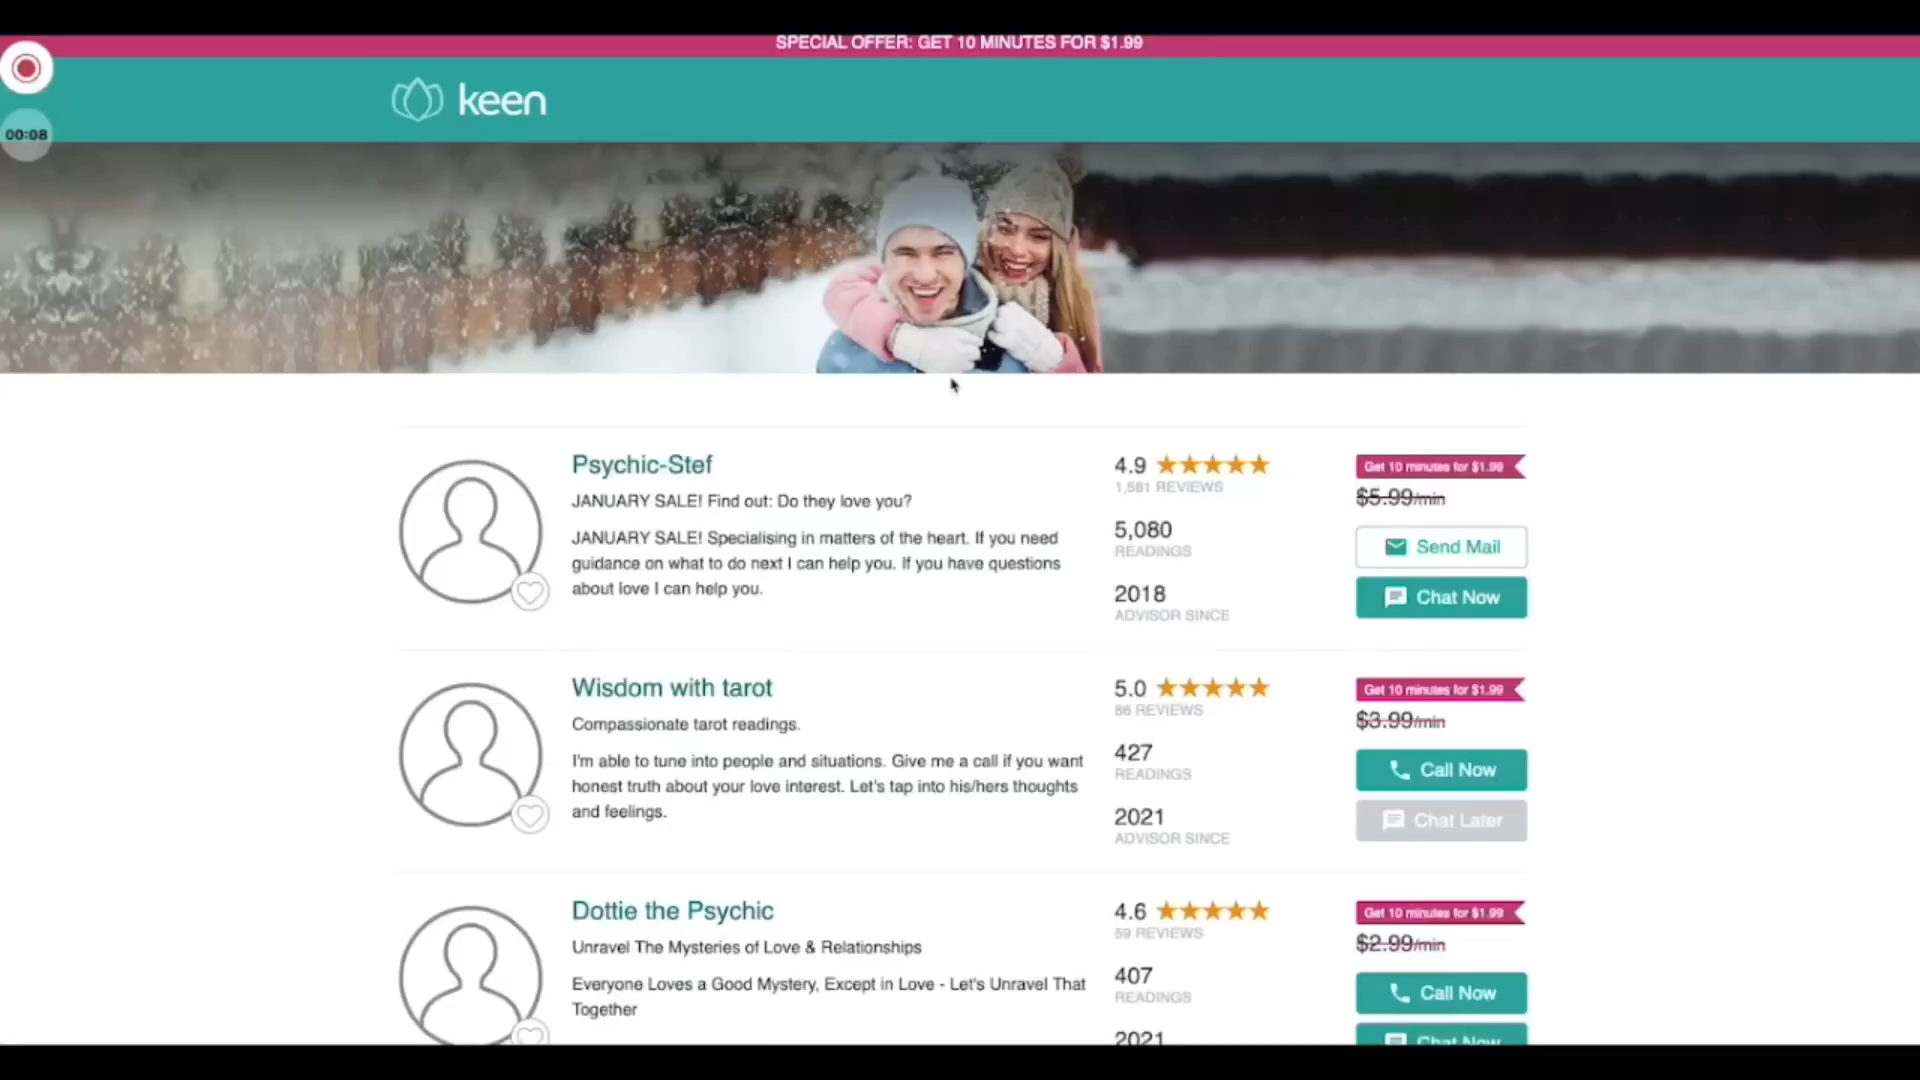 SPECIAL OFFER: GET 10 MINUTES FOR $1.99
keen
00:08
Psychic-Stef
JANUARY SALE! Find out: Do they love you?
JANUARY SALE! Specialising in matters of the heart. If you need
guidance on what to do next I can help you. If you have questions
about love I can help you.
4.9
1,581 REVIEWS
5,080
READINGS
2018
ADVISOR SINCE
Get 10 minutes for $1.99
$5.99/min
Send Mail
Chat Now
Wisdom with tarot
Compassionate tarot readings.
I'm able to tune into people and situations. Give me a call if you want
honest truth about your love interest. Let's tap into his/hers thoughts
and feelings.
5.0
86 REVIEWS
427
READINGS
2021
ADVISOR SINCE
Get 10 minutes for $1.99
$3.99/min
Call Now
Chat Later
Dottie the Psychic
Unravel The Mysteries of Love & Relationships
Everyone Loves a Good Mystery, Except in Love - Let's Unravel That
Together
4.6
59 REVIEWS
407
READINGS
2021
Get 10 minutes for $1.99
$2.99/min
Call Now
Chat Now